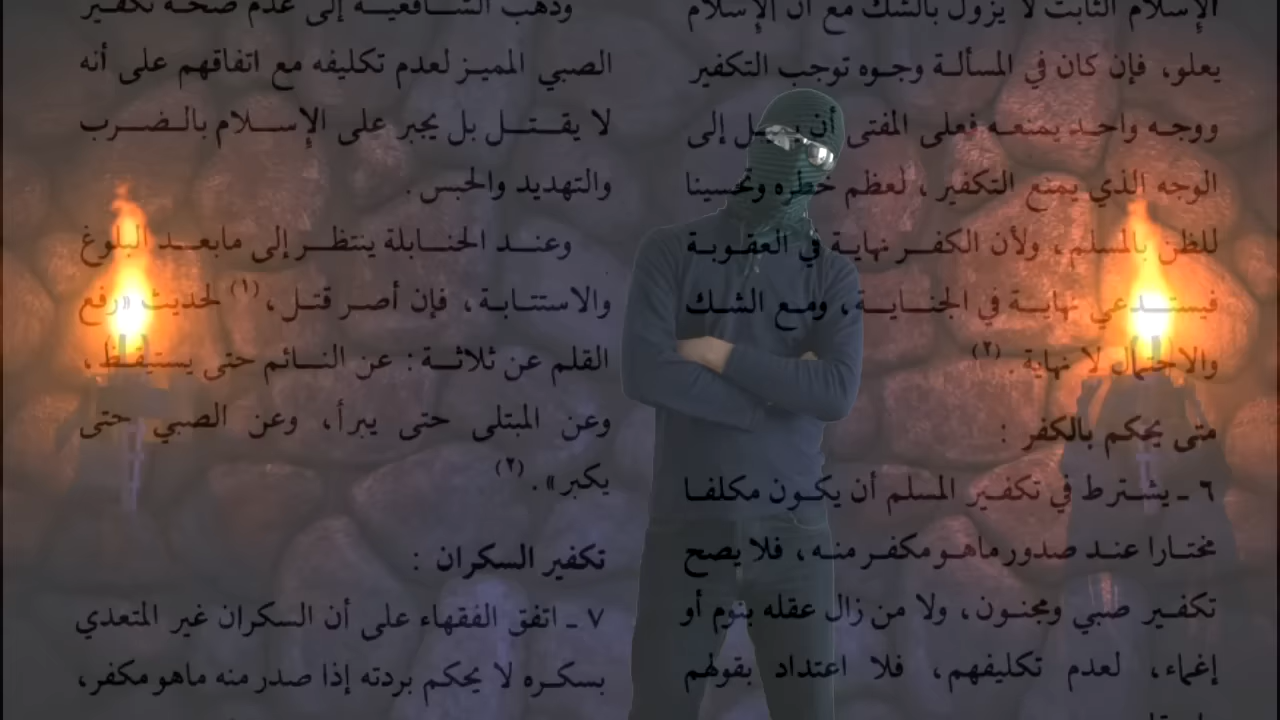 الإسلام الثابت لا يزول بالشك مع أن الإسلام
يعلو، فإن كان في المسألة وجوه توجب التكفير
ووجه واحد يمنعه فعلى المفتى أن يميل إلى
الوجه الذي يمنع التكفير، لعظم خطره وتحسينا
للظن بالمسلم، ولأن الكفر نهاية في العقوبة
فيستدعي نهاية في الجناية، ومع الشك
والاحتمال لا نهاية. (٢)
متى يحكم بالكفر :
٦ ـ يشترط في تكفير المسلم أن يكون مكلفا
مختارا عند صدور ماهو مكفر منه، فلا يصح
تكفير صبي ومجنون، ولا من زال عقله بنوم أو
إغماء، لعدم تكليفهم، فلا اعتداد بقولهم
وذهب الشافعية إلى عدم صحة تكفير
الصبي المميز لعدم تكليفه مع اتفاقهم على أنه
لا يقتل بل يجبر على الإسلام بالضرب
والتهديد والحبس.
وعند الحنابلة ينتظر إلى مابعد البلوغ
والاستتابة، فإن أصر قتل، (١) لحديث «رفع
القلم عن ثلاثة: عن النائم حتى يستيقظ،
وعن المبتلى حتى يبرأ، وعن الصبي حتى
يكبر». (٢)
تكفير السكران :
٧ ـ اتفق الفقهاء على أن السكران غير المتعدي
بسكره لا يحكم بردته إذا صدر منه ماهو مكفر،